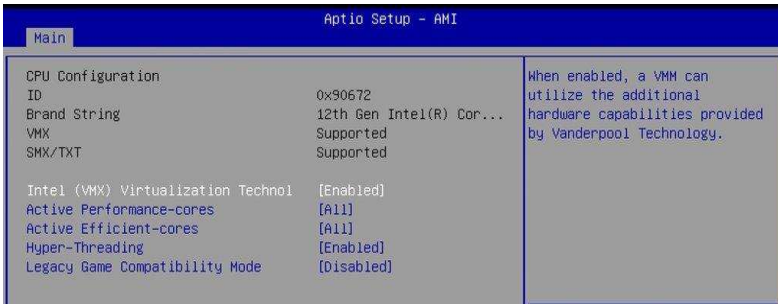 Aptio Setup - AMI
Main
CPU Configuration
ID 0x90672
Brand String 12th Gen Intel(R) Cor...
VMX Supported
SMX/TXT Supported
Intel (VMX) Virtualization Technol [Enabled]
Active Performance-cores [All]
Active Efficient-cores [All]
Hyper-Threading [Enabled]
Legacy Game Compatibility Mode [Disabled]
When enabled, a VMM can
utilize the additional
hardware capabilities provided
by Vanderpool Technology.